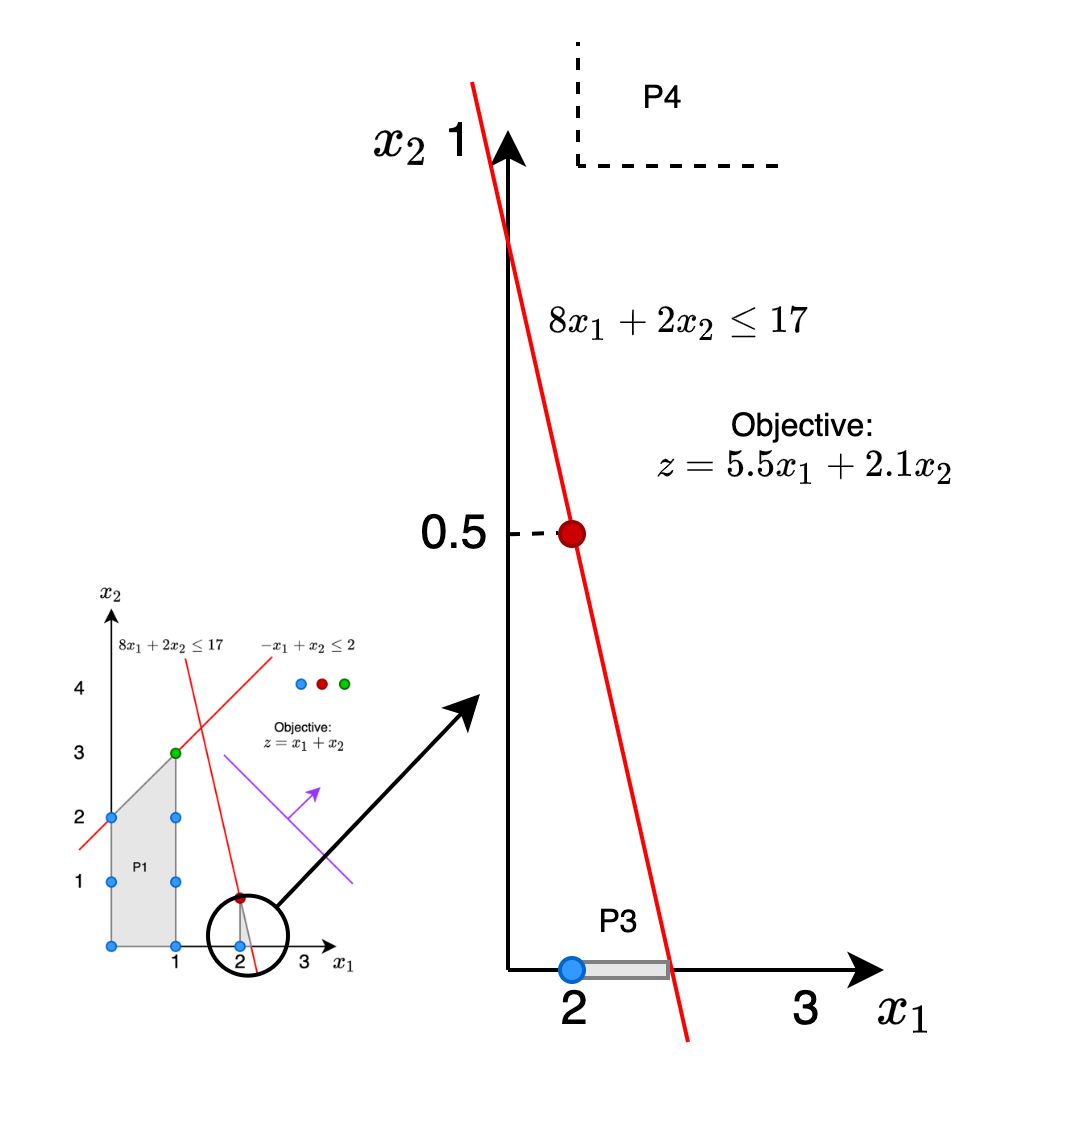 P4
x₂ 1
8x₁ + 2x₂ ≤ 17
Objective:
z = 5.5x₁ + 2.1x₂
0.5
P3
2
3
x₁
x₂
8x₁ + 2x₂ ≤ 17
−x₁ + x₂ ≤ 2
4
Objective:
z = x₁ + x₂
3
2
P1
1
1
2
3
x₁